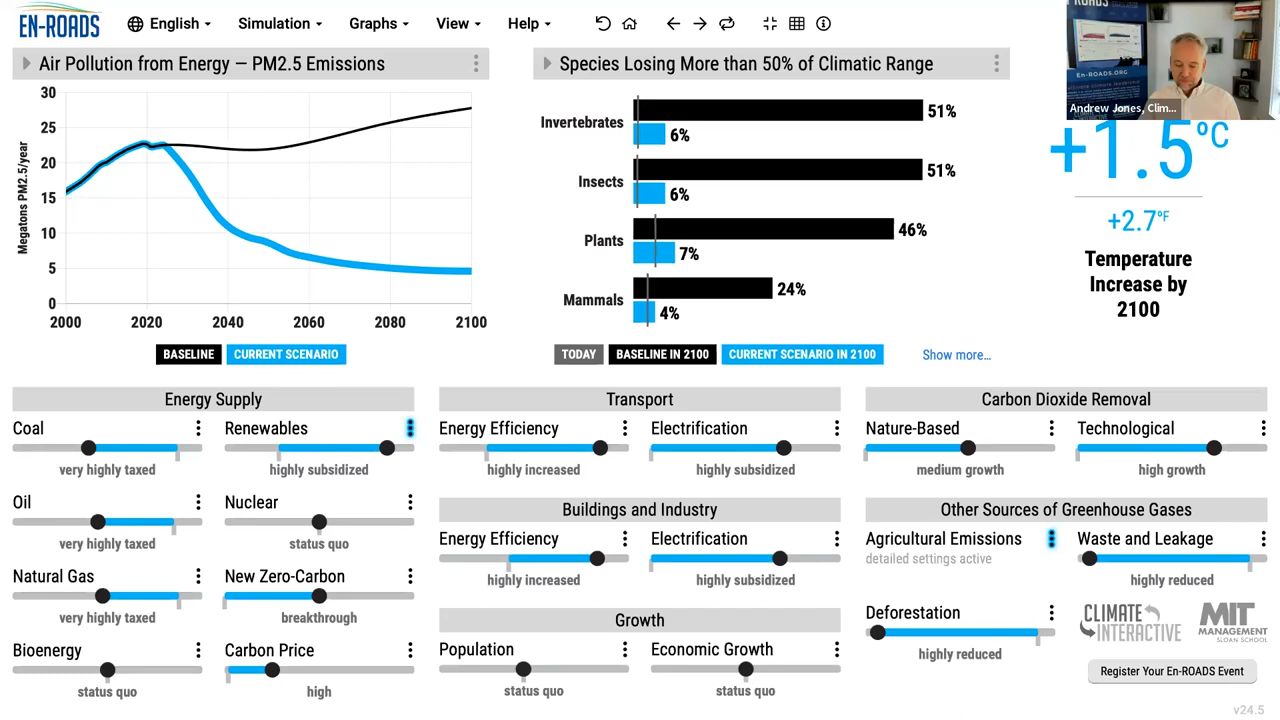 EN-ROADS
English
Simulation
Graphs
View
Help
En-ROADS.ORG
Andrew Jones, Clim...
Air Pollution from Energy — PM2.5 Emissions
Megatons PM2.5/year
30
25
20
15
10
5
0
2000
2020
2040
2060
2080
2100
BASELINE
CURRENT SCENARIO
Species Losing More than 50% of Climatic Range
Invertebrates
51%
6%
Insects
51%
6%
Plants
46%
7%
Mammals
24%
4%
TODAY
BASELINE IN 2100
CURRENT SCENARIO IN 2100
Show more...
+1.5ºC
+2.7ºF
Temperature
Increase by
2100
Energy Supply
Coal
very highly taxed
Renewables
highly subsidized
Oil
very highly taxed
Nuclear
status quo
Natural Gas
very highly taxed
New Zero-Carbon
breakthrough
Bioenergy
status quo
Carbon Price
high
Transport
Energy Efficiency
highly increased
Electrification
highly subsidized
Buildings and Industry
Energy Efficiency
highly increased
Electrification
highly subsidized
Growth
Population
status quo
Economic Growth
status quo
Carbon Dioxide Removal
Nature-Based
medium growth
Technological
high growth
Other Sources of Greenhouse Gases
Agricultural Emissions
detailed settings active
Waste and Leakage
highly reduced
Deforestation
highly reduced
CLIMATE
INTERACTIVE
MIT
MANAGEMENT
SLOAN SCHOOL
Register Your En-ROADS Event
v24.5